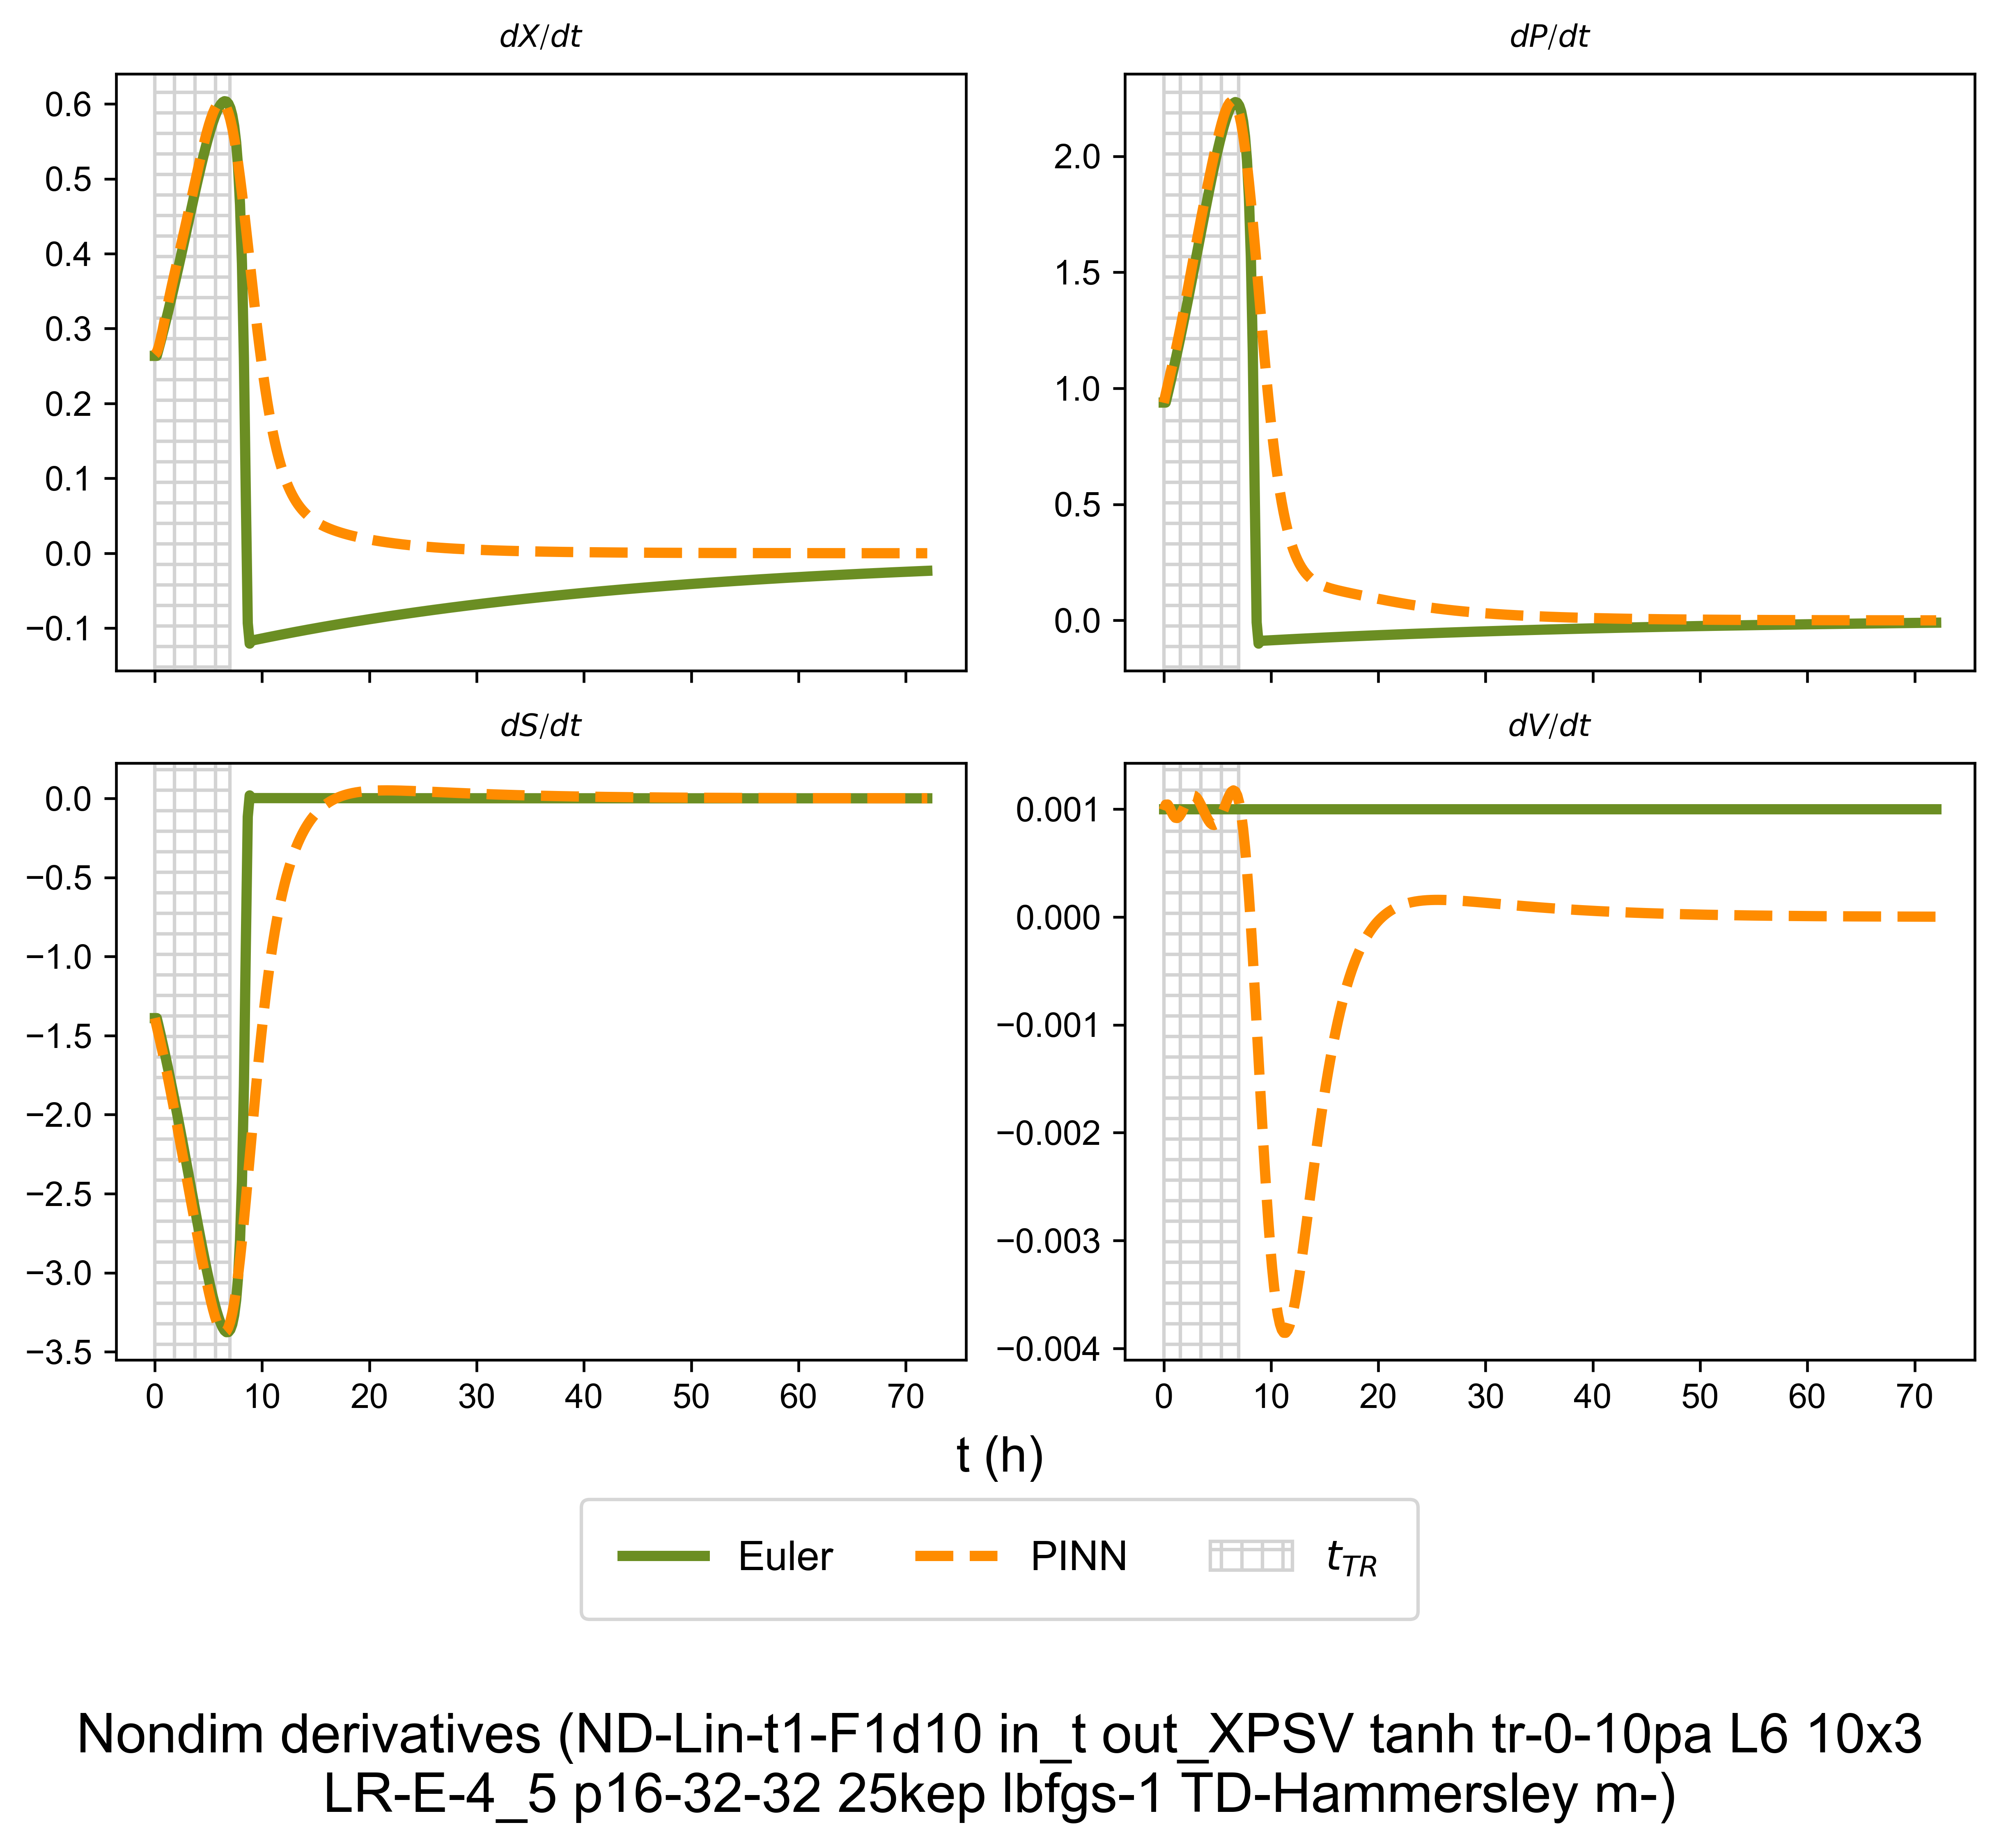 dX/dt
dP/dt
0.6
0.5
0.4
0.3
0.2
0.1
0.0
−0.1
2.0
1.5
1.0
0.5
0.0
dS/dt
dV/dt
0.0
−0.5
−1.0
−1.5
−2.0
−2.5
−3.0
−3.5
0.001
0.000
−0.001
−0.002
−0.003
−0.004
0 10 20 30 40 50 60 70
0 10 20 30 40 50 60 70
t (h)
Euler PINN t_TR
Nondim derivatives (ND-Lin-t1-F1d10 in_t out_XPSV tanh tr-0-10pa L6 10x3
LR-E-4_5 p16-32-32 25kep lbfgs-1 TD-Hammersley m-)